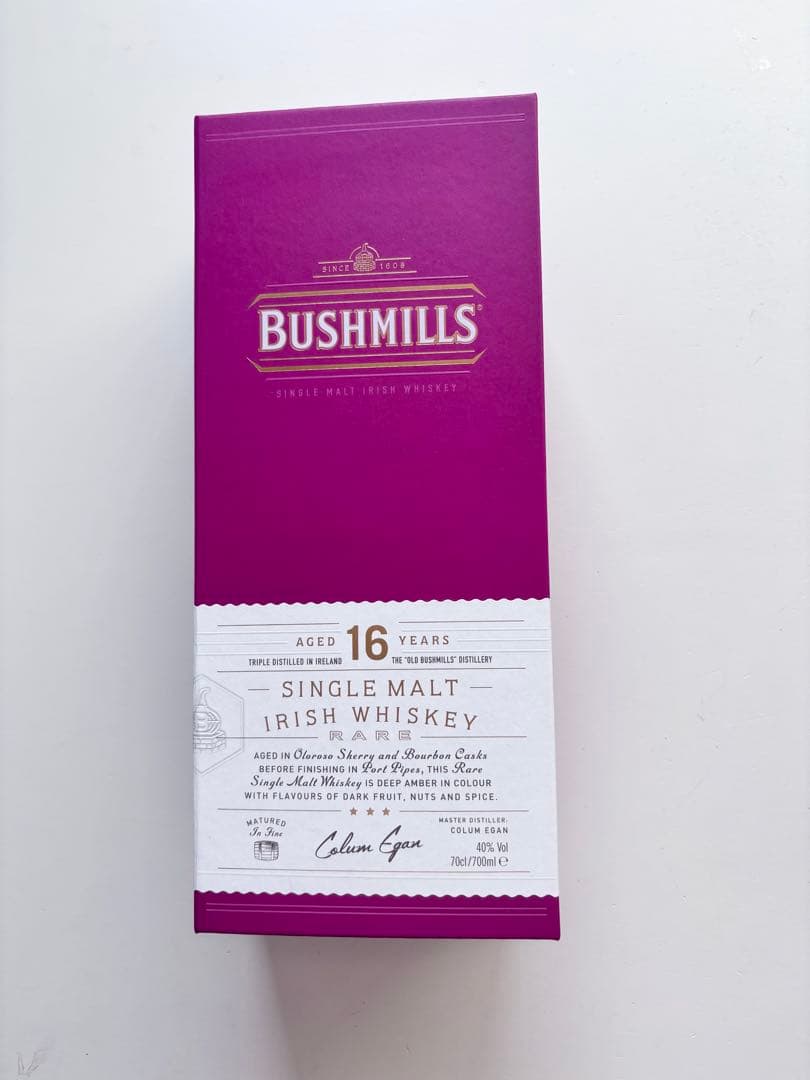 SINCE 1608
BUSHMILLS®
SINGLE MALT IRISH WHISKEY
AGED 16 YEARS
TRIPLE DISTILLED IN IRELAND THE "OLD BUSHMILLS" DISTILLERY
SINGLE MALT
IRISH WHISKEY
RARE
AGED IN Oloroso Sherry and Bourbon Casks
BEFORE FINISHING IN Port Pipes, THIS Rare
Single Malt Whiskey IS DEEP AMBER IN COLOUR
WITH FLAVOURS OF DARK FRUIT, NUTS AND SPICE.
MATURED
In Fine
Colum Egan
MASTER DISTILLER:
COLUM EGAN
40% Vol
70cl/700ml ℮